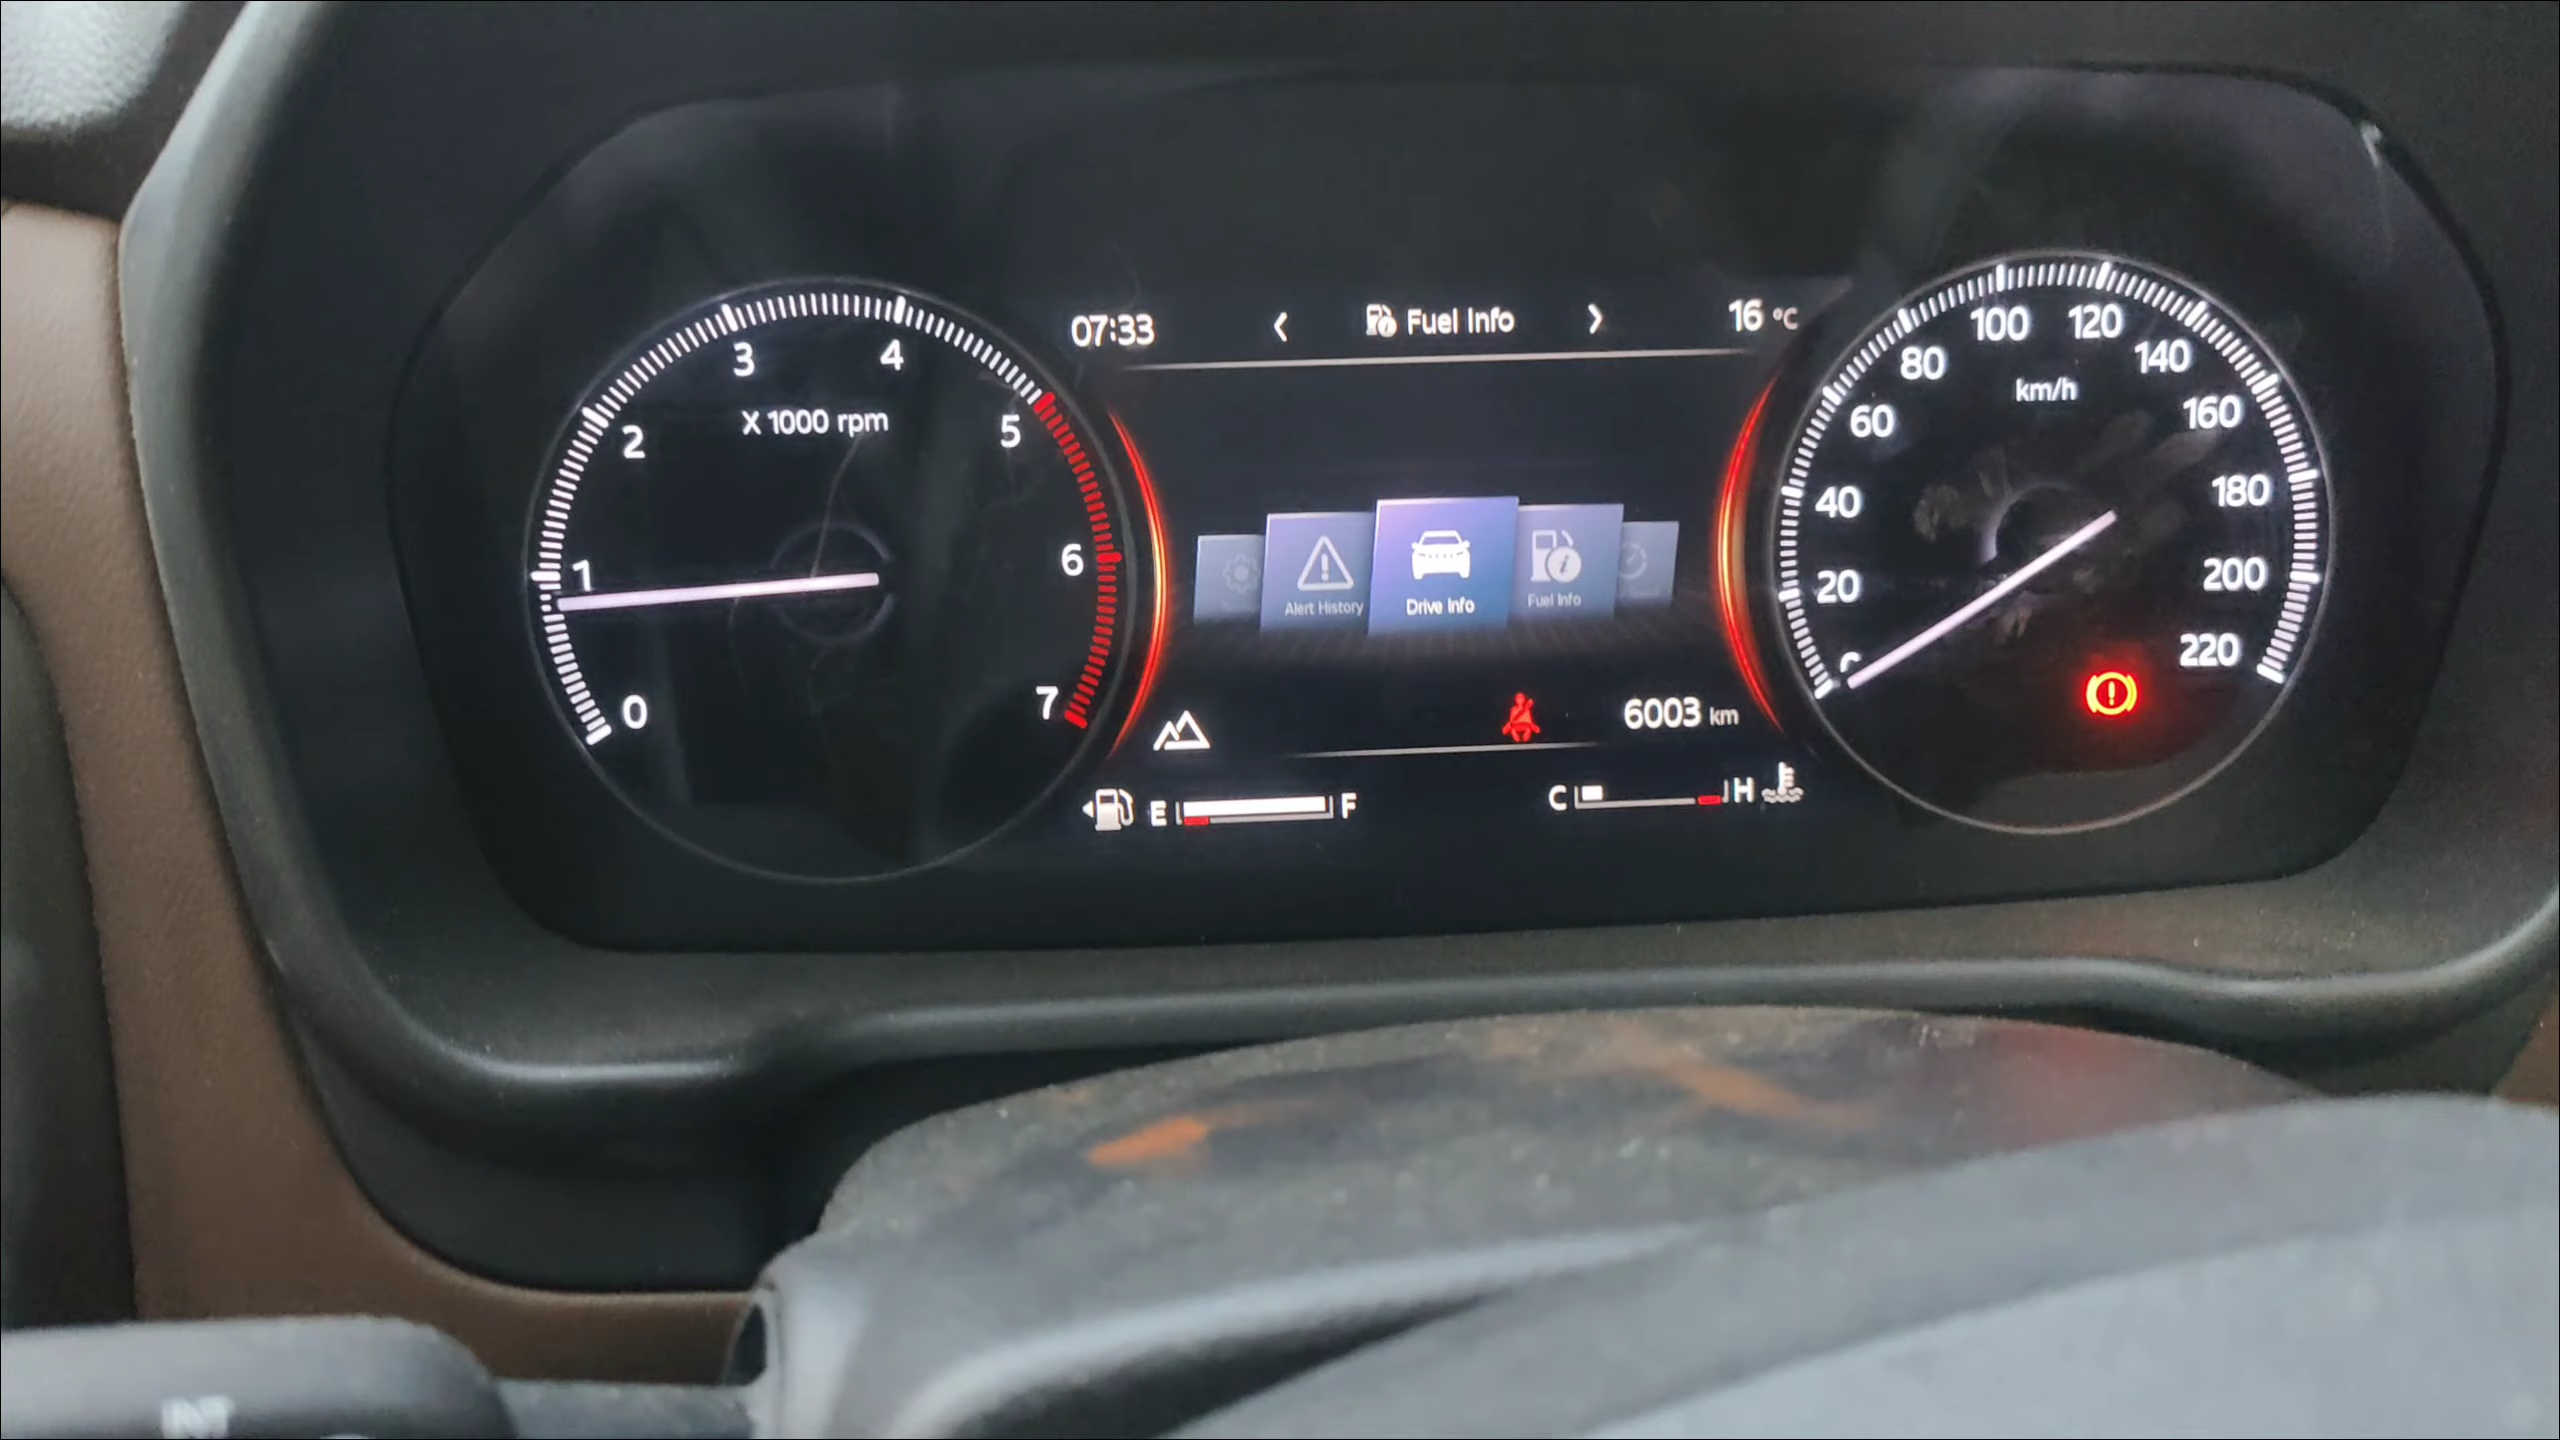 07:33
Fuel Info
16 °C
0
1
2
3
4
5
6
7
X 1000 rpm
Alert History
Drive Info
Fuel Info
6003 km
E
F
C
H
20
40
60
80
100
120
140
160
180
200
220
km/h
INT